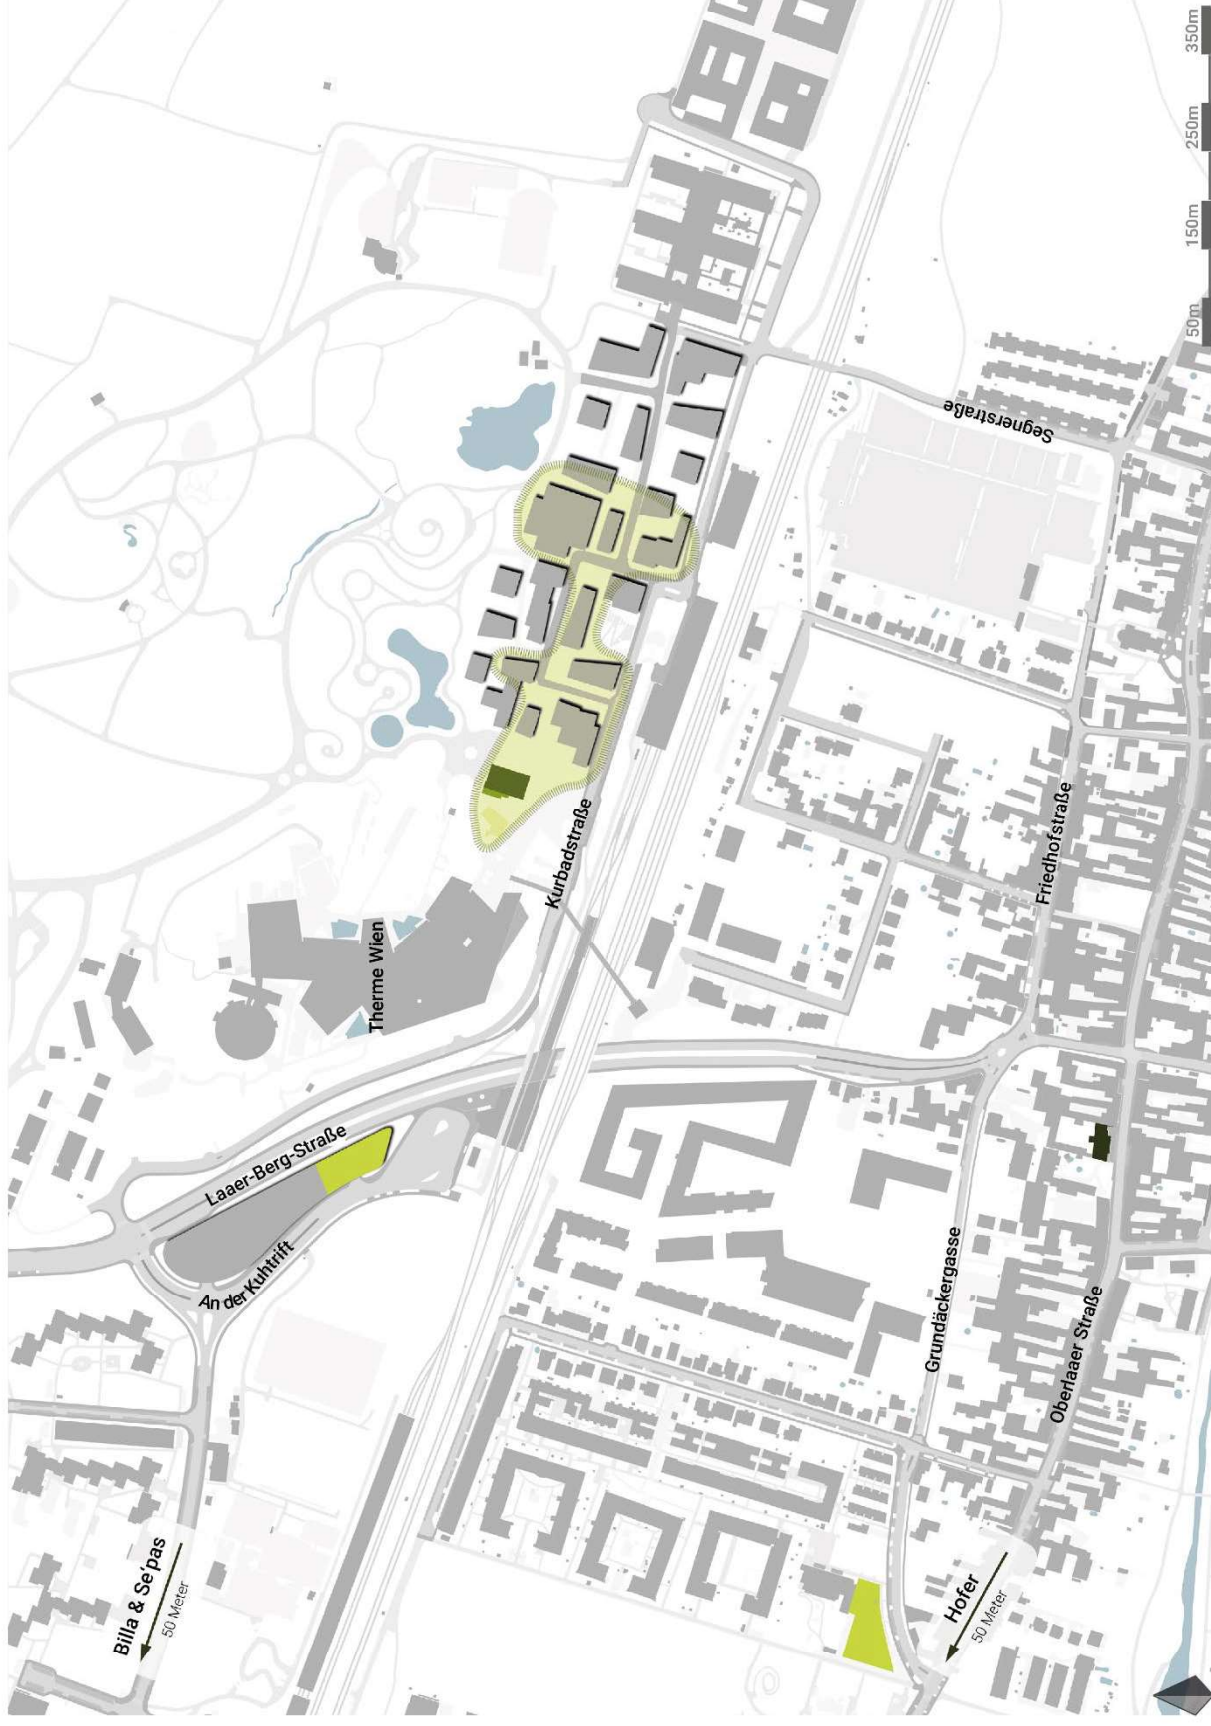 Billa & Se'pas
50 Meter
An der Kuhtrift
Laaer-Berg-Straße
Therme Wien
Kurbadstraße
Hofer
50 Meter
Oberlaaer Straße
Grundäckergasse
Friedhofstraße
Segnerstraße
50m
150m
250m
350m